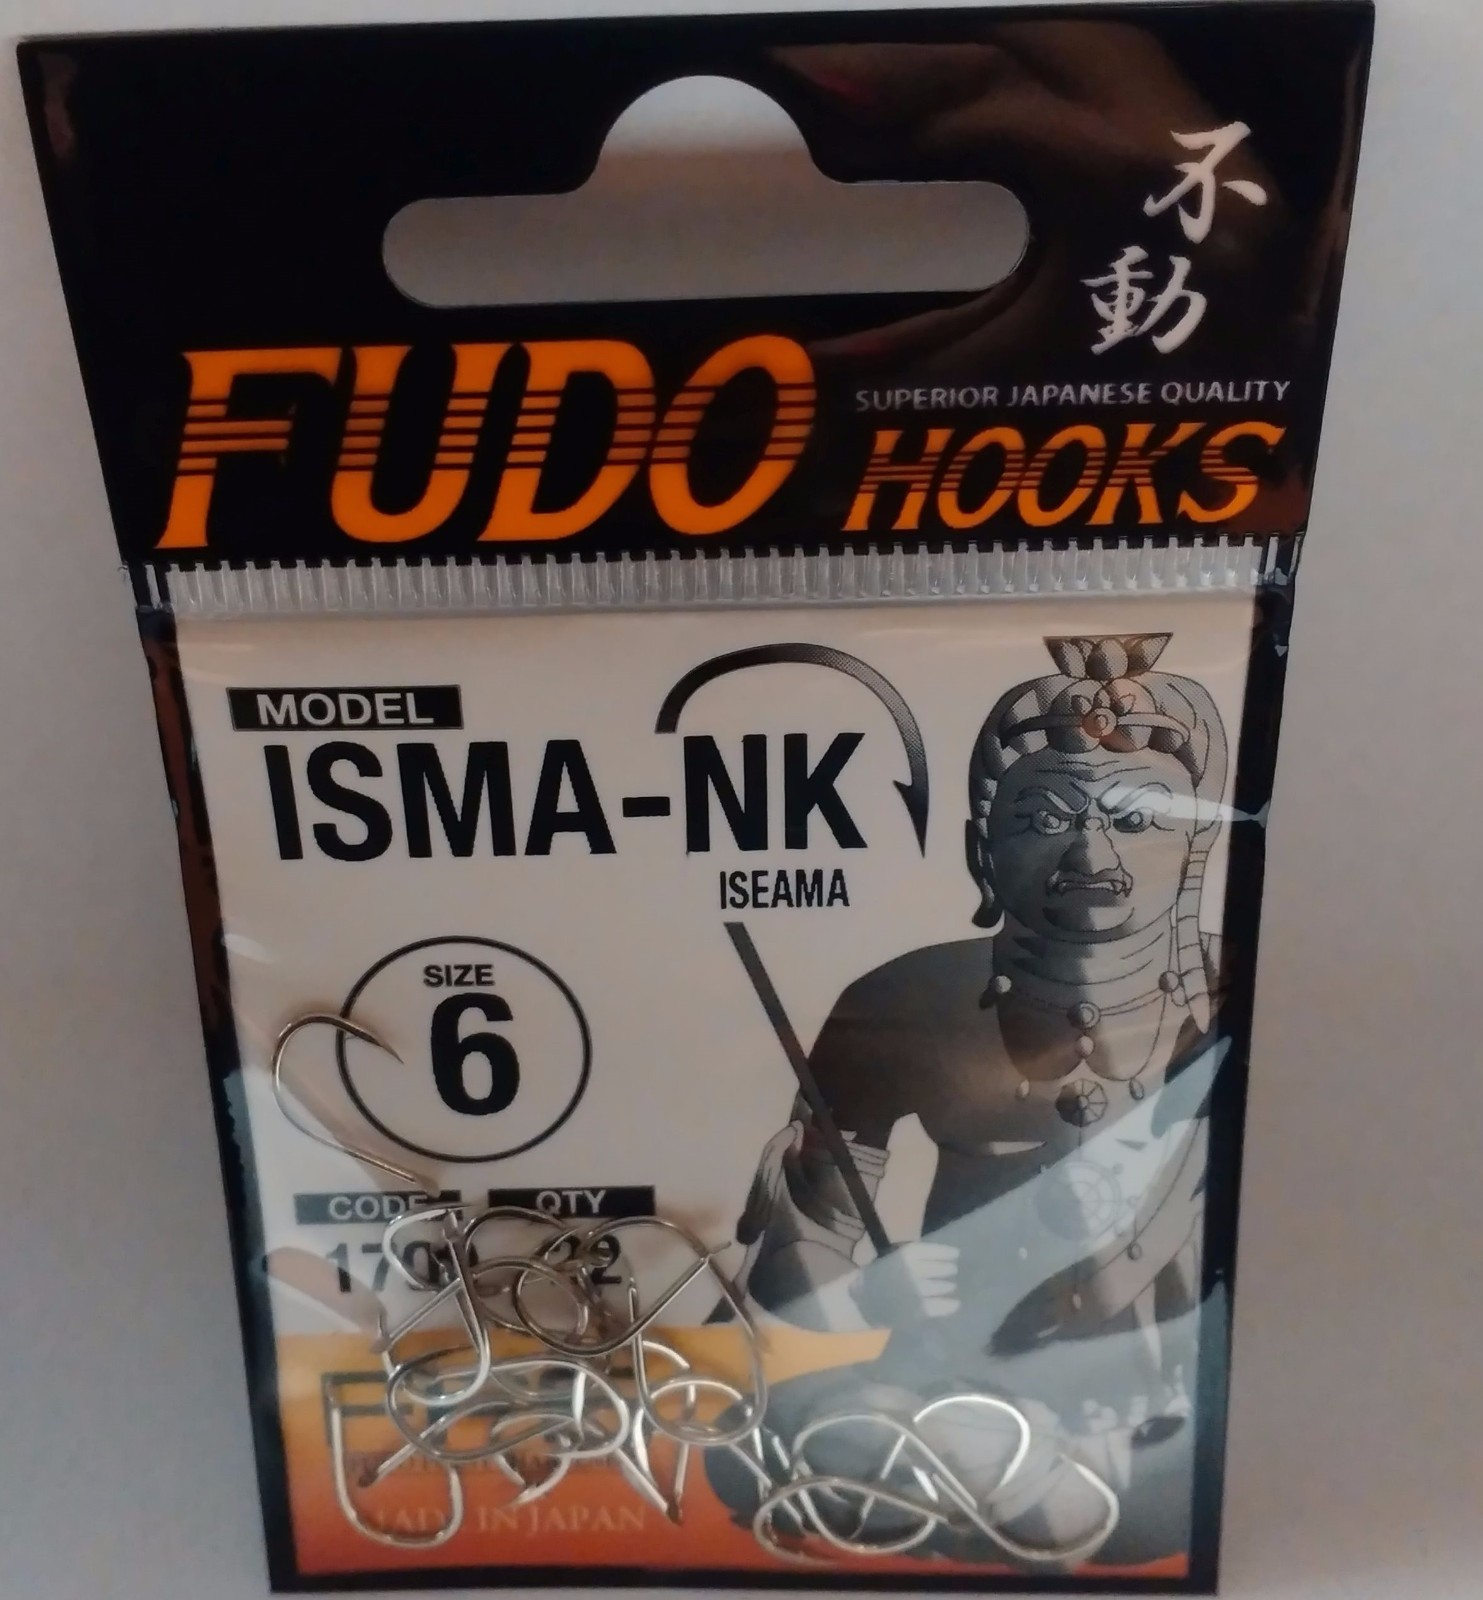 不動
FUDO HOOKS
SUPERIOR JAPANESE QUALITY
MODEL
ISMA-NK
ISEAMA
SIZE
6
CODE QTY
MADE IN JAPAN